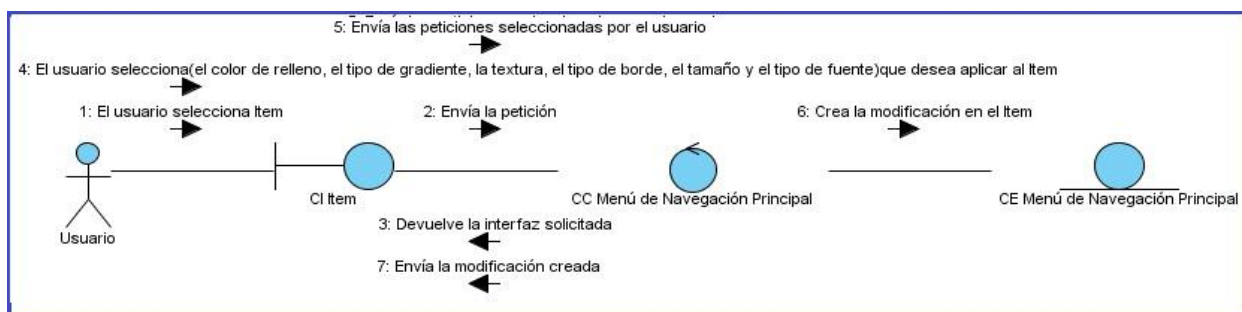 5: Envía las peticiones seleccionadas por el usuario
4: El usuario selecciona(el color de relleno, el tipo de gradiente, la textura, el tipo de borde, el tamaño y el tipo de fuente)que desea aplicar al Item
1: El usuario selecciona Item
2: Envía la petición
6: Crea la modificación en el Item
CI Item
CC Menú de Navegación Principal
CE Menú de Navegación Principal
Usuario
3: Devuelve la interfaz solicitada
7: Envía la modificación creada